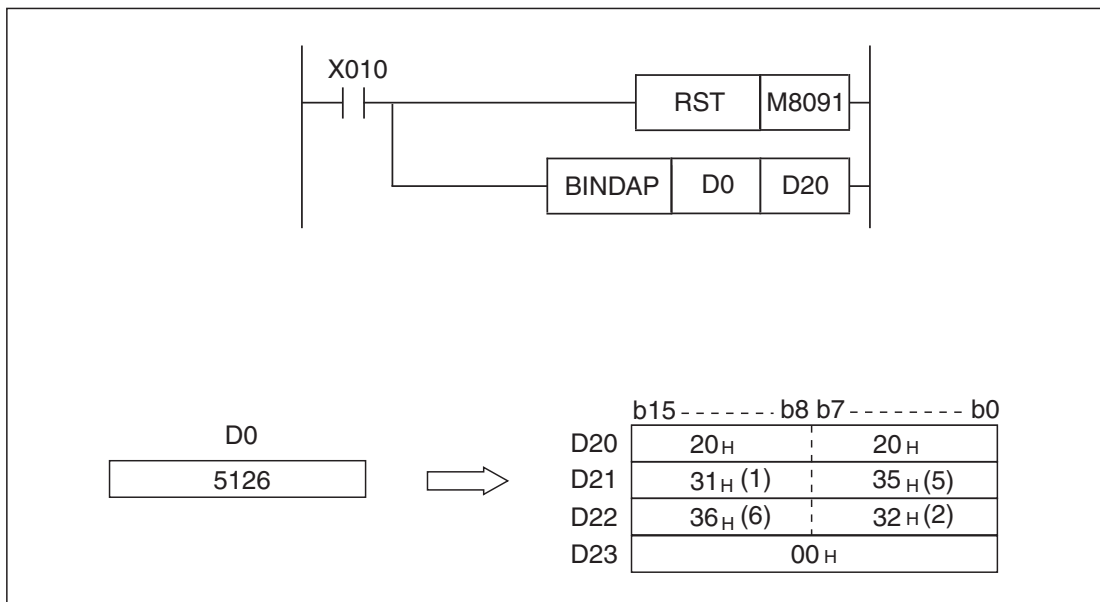 X010
RST M8091
BINDAP D0 D20
b15 - - - - - - - b8 b7 - - - - - - - - b0
D0
D20 20H 20H
5126
D21 31H (1) 35H (5)
D22 36H (6) 32H (2)
D23 00H